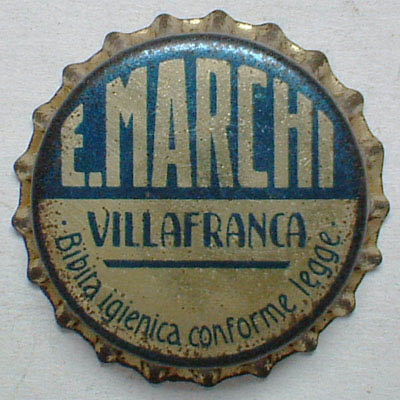 E. MARCHI
VILLAFRANCA
· Bibita igienica conforme legge ·